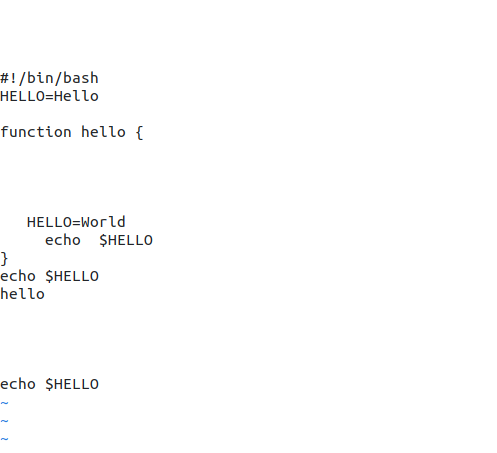 #!/bin/bash
HELLO=Hello
function hello {
   HELLO=World
     echo  $HELLO
}
echo $HELLO
hello
echo $HELLO
~
~
~